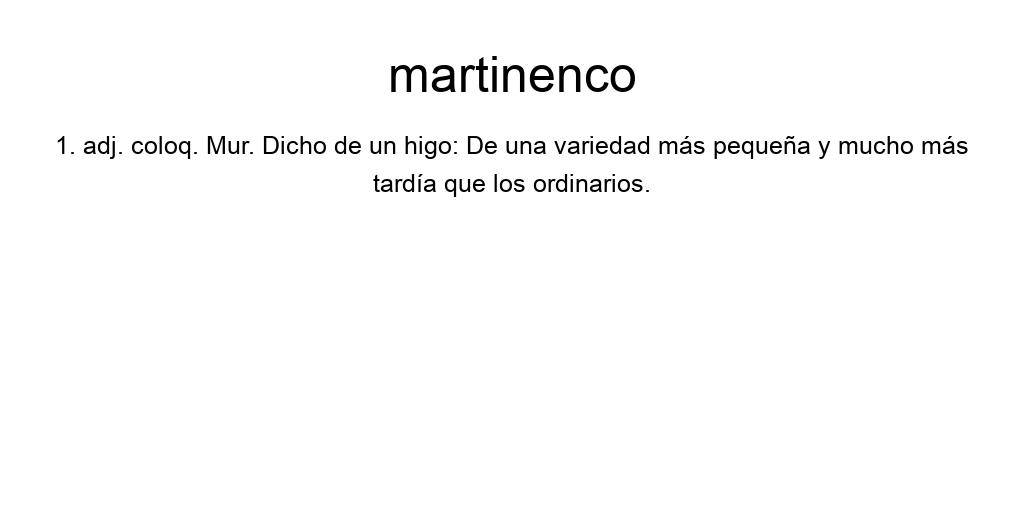 martinenco
1. adj. coloq. Mur. Dicho de un higo: De una variedad más pequeña y mucho más
tardía que los ordinarios.